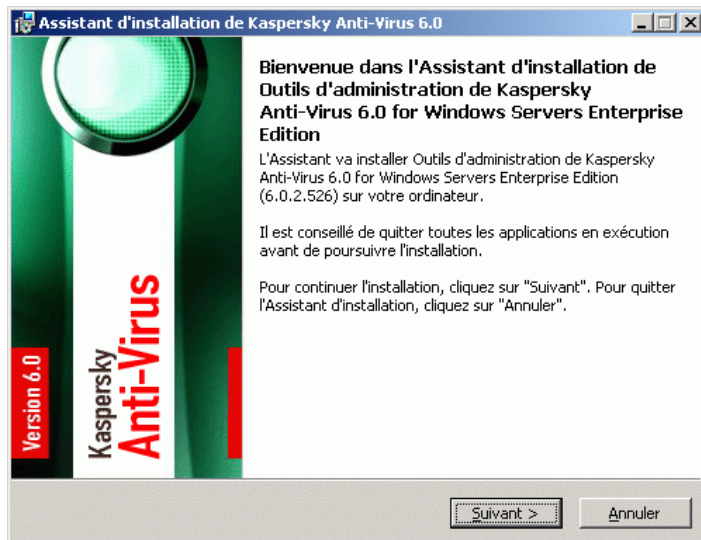 Assistant d'installation de Kaspersky Anti-Virus 6.0
Bienvenue dans l'Assistant d'installation de
Outils d'administration de Kaspersky
Anti-Virus 6.0 for Windows Servers Enterprise
Edition
L'Assistant va installer Outils d'administration de Kaspersky
Anti-Virus 6.0 for Windows Servers Enterprise Edition
(6.0.2.526) sur votre ordinateur.
Il est conseillé de quitter toutes les applications en exécution
avant de poursuivre l'installation.
Pour continuer l'installation, cliquez sur "Suivant". Pour quitter
l'Assistant d'installation, cliquez sur "Annuler".
Version 6.0
Kaspersky
Anti-Virus
Suivant >
Annuler